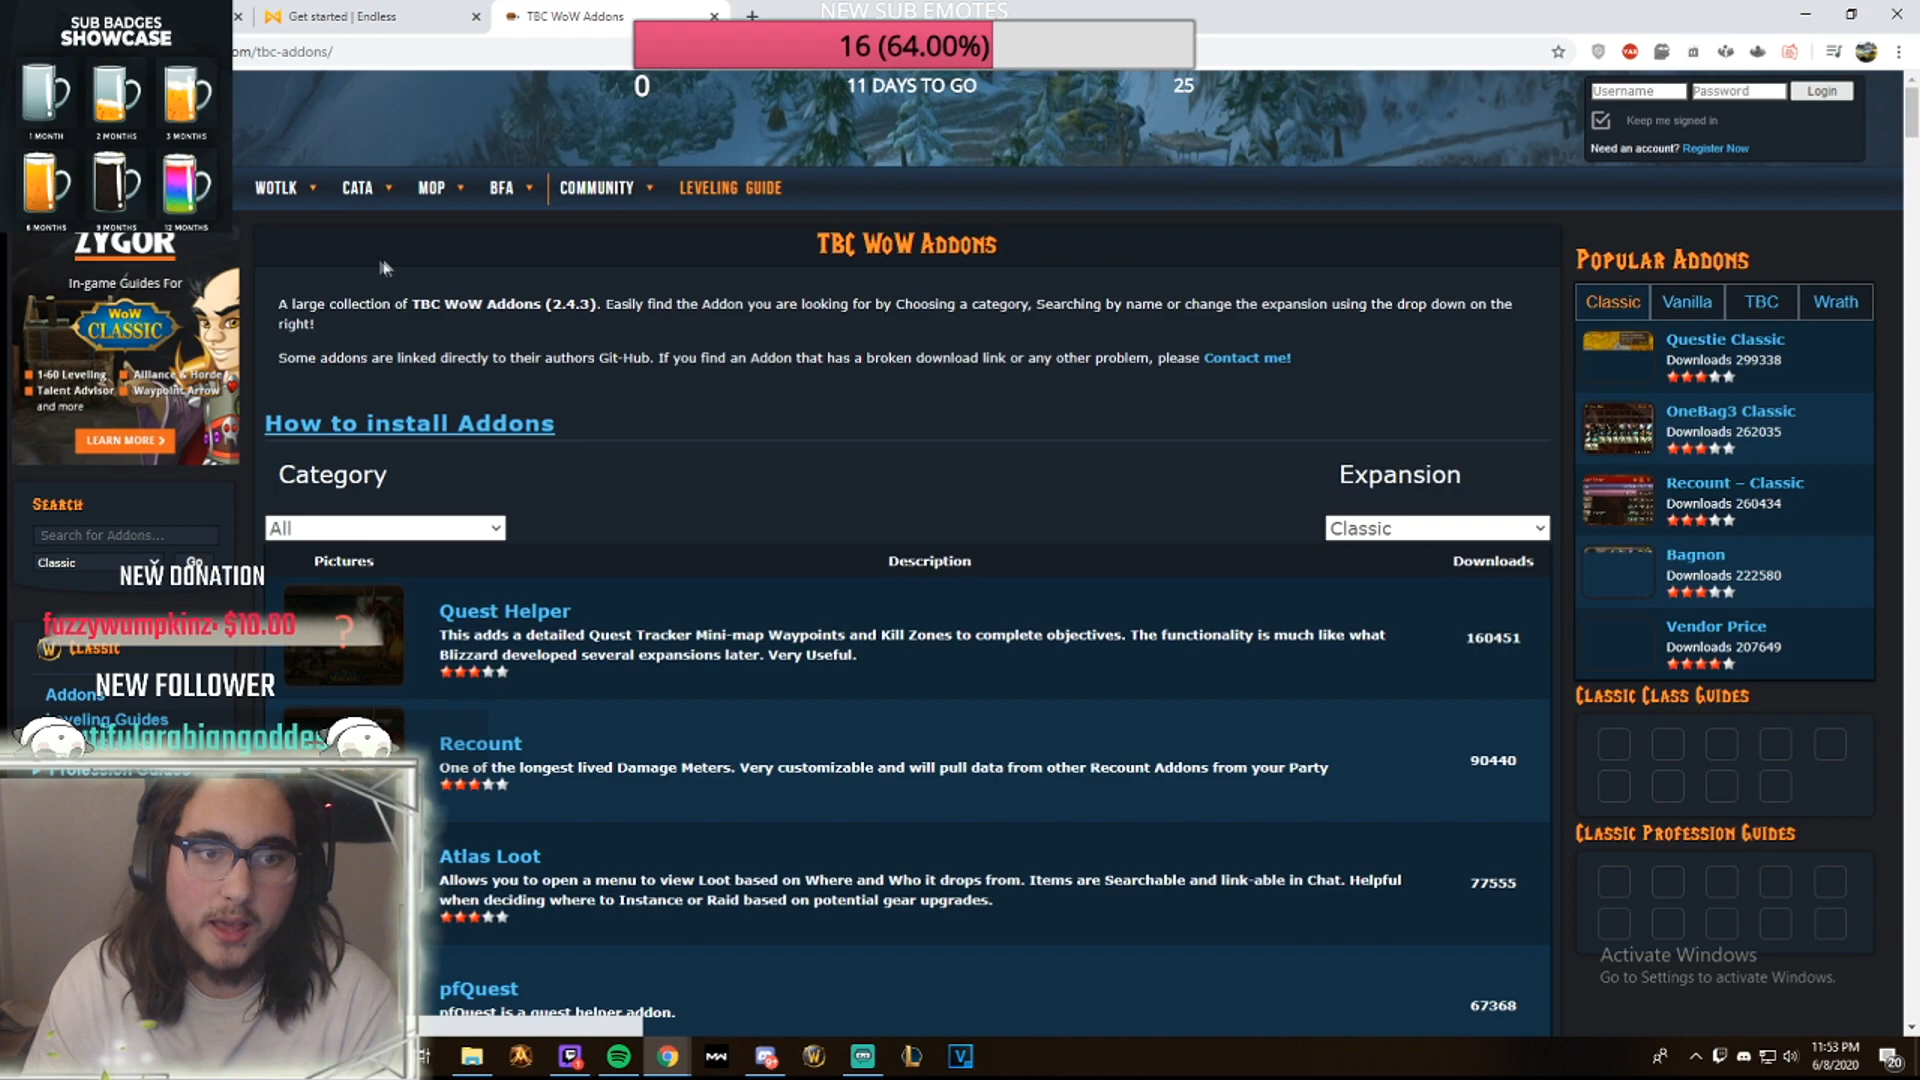 SUB BADGES
SHOWCASE
1 MONTH
2 MONTHS
3 MONTHS
6 MONTHS
9 MONTHS
12 MONTHS
Get started | Endless
TBC WoW Addons
om/tbc-addons/
NEW SUB EMOTES
16 (64.00%)
0
11 DAYS TO GO
25
Username
Password
Login
Keep me signed in
Need an account? Register Now
WOTLK
CATA
MOP
BFA
COMMUNITY
LEVELING GUIDE
ZYGOR
In-game Guides For
WoW
CLASSIC
1-60 Leveling
Alliance & Horde
Talent Advisor
Waypoint Arrow
and more
LEARN MORE >
SEARCH
Search for Addons...
Classic
Go
NEW DONATION
fuzzywumpkinz: $10.00
CLASSIC
Addons
NEW FOLLOWER
Leveling Guides
tifularabiangoddes
Profession Guides
TBC WoW Addons
A large collection of TBC WoW Addons (2.4.3). Easily find the Addon you are looking for by Choosing a category, Searching by name or change the expansion using the drop down on the
right!
Some addons are linked directly to their authors Git-Hub. If you find an Addon that has a broken download link or any other problem, please Contact me!
How to install Addons
Category
Expansion
All
Classic
Pictures
Description
Downloads
Quest Helper
This adds a detailed Quest Tracker Mini-map Waypoints and Kill Zones to complete objectives. The functionality is much like what
Blizzard developed several expansions later. Very Useful.
160451
Recount
One of the longest lived Damage Meters. Very customizable and will pull data from other Recount Addons from your Party
90440
Atlas Loot
Allows you to open a menu to view Loot based on Where and Who it drops from. Items are Searchable and link-able in Chat. Helpful
when deciding where to Instance or Raid based on potential gear upgrades.
77555
pfQuest
pfQuest is a quest helper addon.
67368
Popular Addons
Classic
Vanilla
TBC
Wrath
Questie Classic
Downloads 299338
OneBag3 Classic
Downloads 262035
Recount – Classic
Downloads 260434
Bagnon
Downloads 222580
Vendor Price
Downloads 207649
Classic Class Guides
Classic Profession Guides
Activate Windows
Go to Settings to activate Windows.
11:53 PM
6/8/2020
20